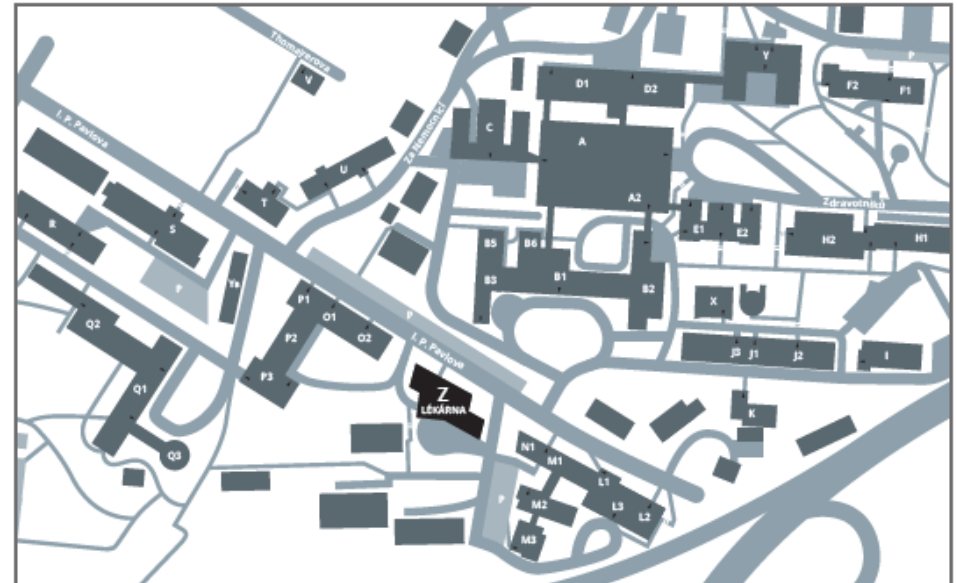 Thomayerova
V
P
Y
D1
D2
F2
F1
I. P. Pavlova
Za Nemocnicí
C
A
U
T
A2
Zdravotníků
R
S
E1
E2
H2
H1
B5
B6
B1
B3
B2
P
P1
X
Q2
P2
O1
O2
P
I. P. Pavlova
J3
J1
J2
I
Q1
P3
Z
LÉKÁRNA
K
Q3
N1
M1
L1
P
M2
L3
L2
M3